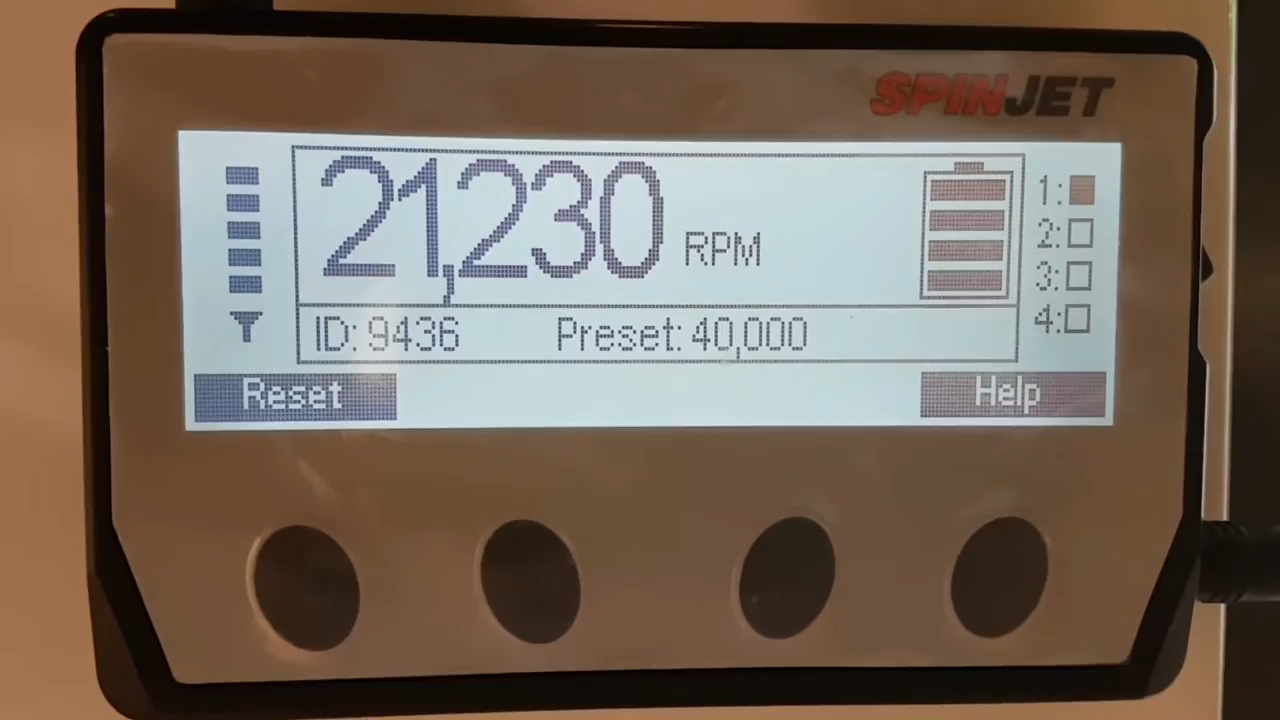 SPINJET
21,230 RPM
1:
2:
3:
4:
ID: 9436 Preset: 40,000
Reset Help